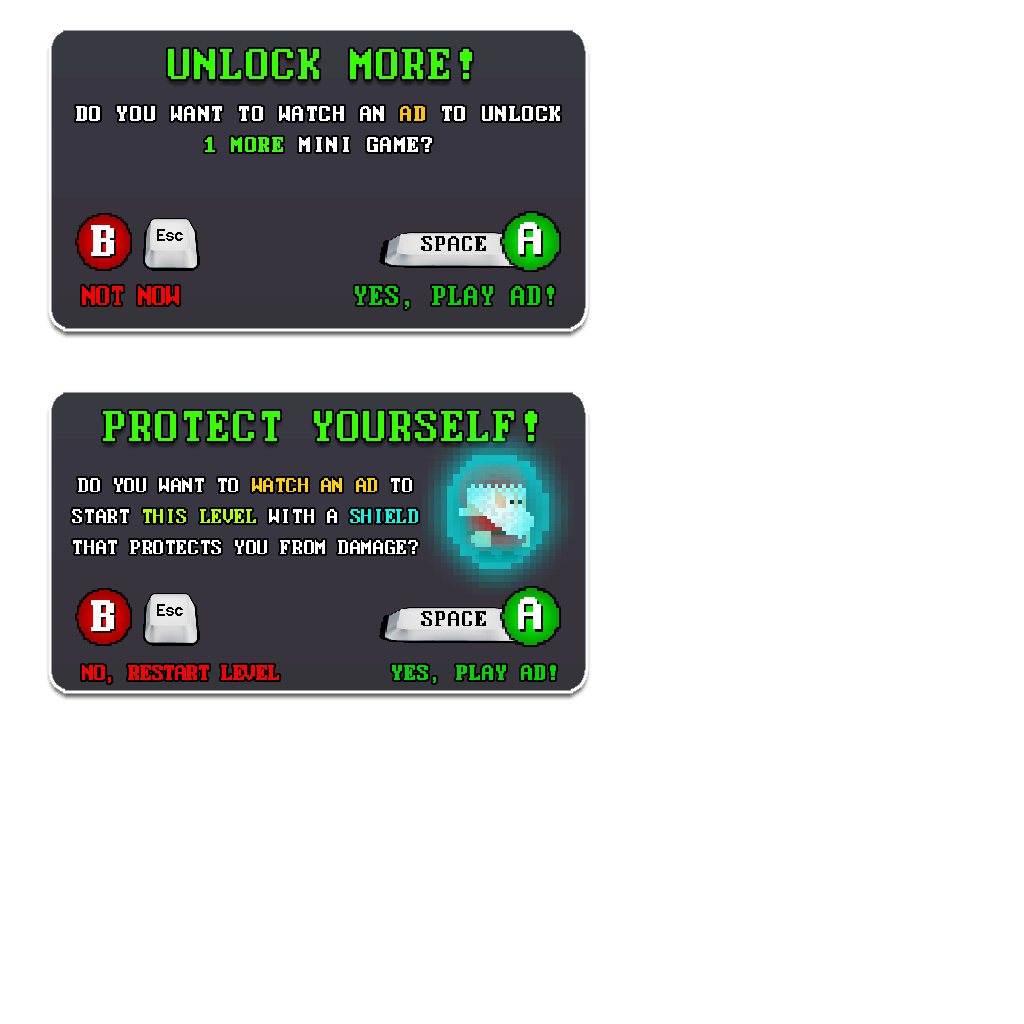 UNLOCK MORE!
DO YOU WANT TO WATCH AN AD TO UNLOCK
1 MORE MINI GAME?
B Esc SPACE A
NOT NOW YES, PLAY AD!
PROTECT YOURSELF!
DO YOU WANT TO WATCH AN AD TO
START THIS LEVEL WITH A SHIELD
THAT PROTECTS YOU FROM DAMAGE?
B Esc SPACE A
NO, RESTART LEVEL YES, PLAY AD!